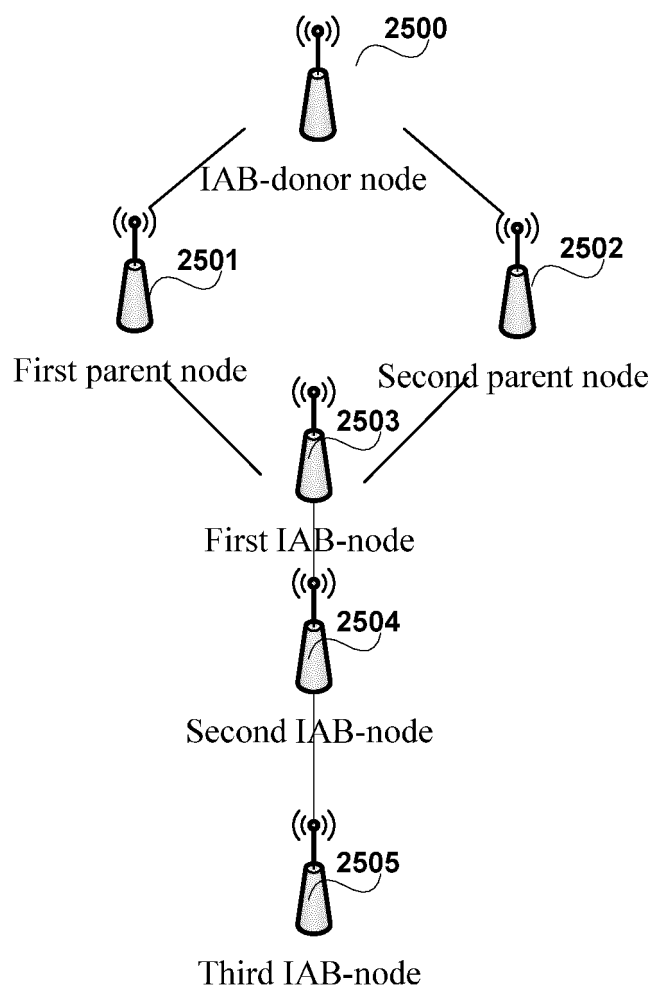 2500
IAB-donor node
2501
2502
First parent node
Second parent node
2503
First IAB-node
2504
Second IAB-node
2505
Third IAB-node